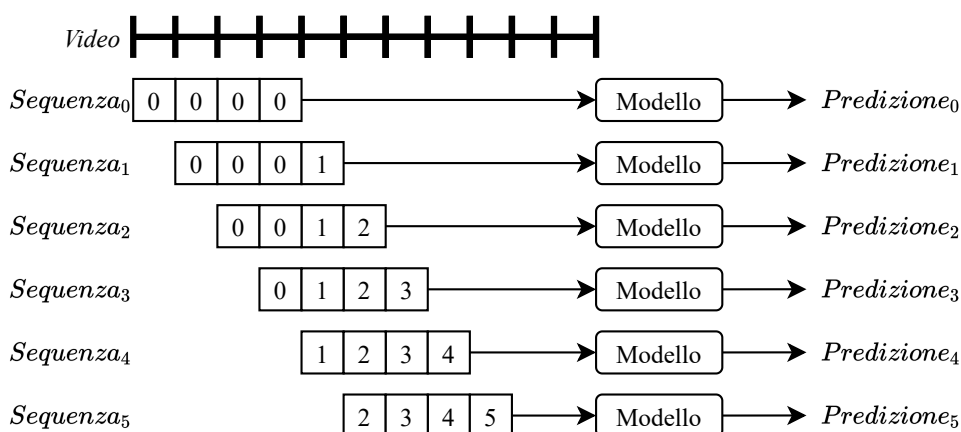 Video
Sequenza₀ 0 0 0 0 Modello Predizione₀
Sequenza₁ 0 0 0 1 Modello Predizione₁
Sequenza₂ 0 0 1 2 Modello Predizione₂
Sequenza₃ 0 1 2 3 Modello Predizione₃
Sequenza₄ 1 2 3 4 Modello Predizione₄
Sequenza₅ 2 3 4 5 Modello Predizione₅